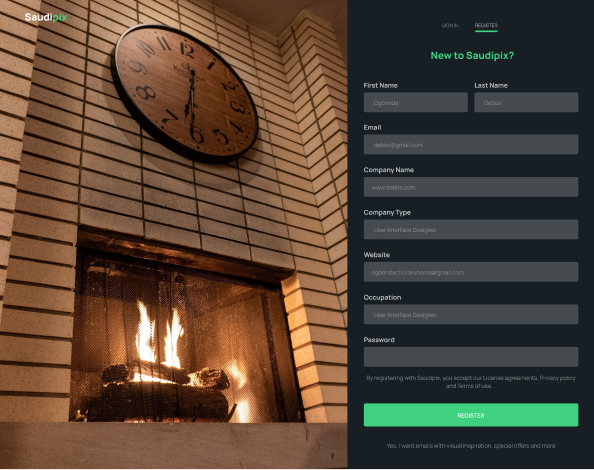 Saudipix
SIGN IN REGISTER
New to Saudipix?
First Name Last Name
Ogbonda Debbs
Email
debbs@gmail.com
Company Name
www.debbs.com
Company Type
User Interface Designer
Website
Occupation
User Interface Designer
Password
By registering with Saudipix, you accept our License agreements, Privacy policy
and Terms of use.
REGISTER
Yes, I want emails with visual inspiration, special offers and more